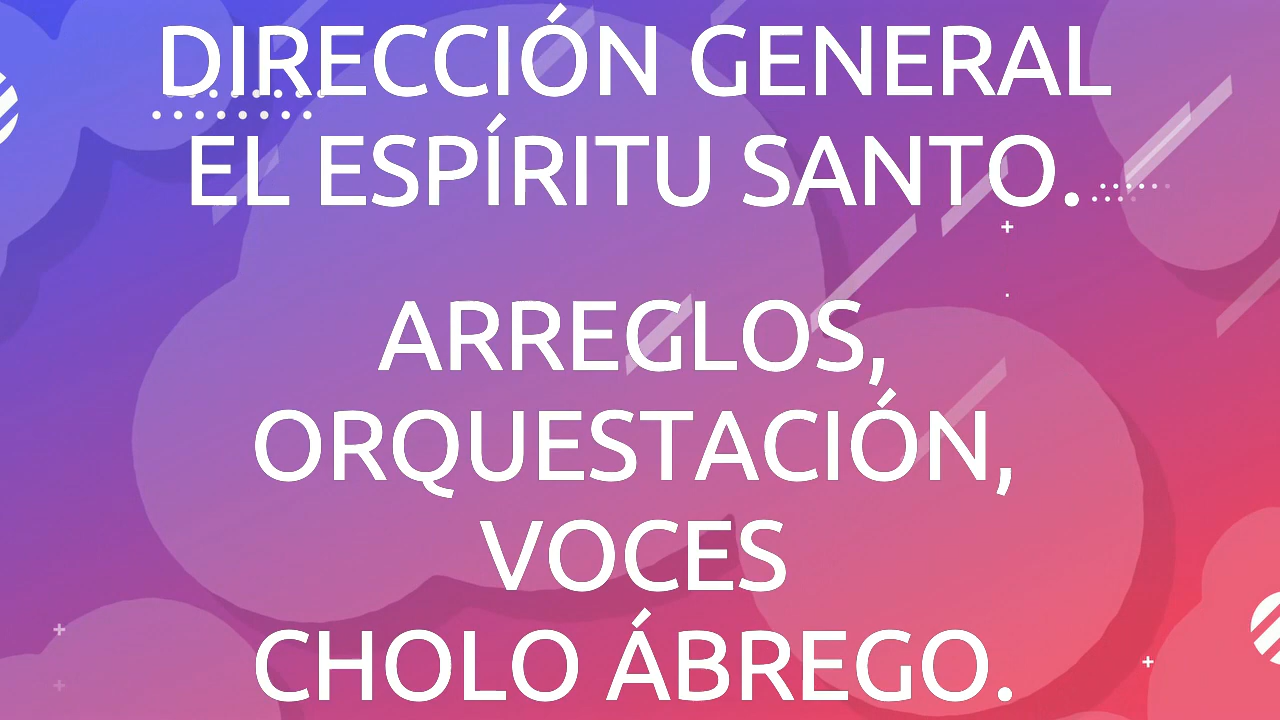 DIRECCIÓN GENERAL
EL ESPÍRITU SANTO.
ARREGLOS,
ORQUESTACIÓN,
VOCES
CHOLO ÁBREGO.